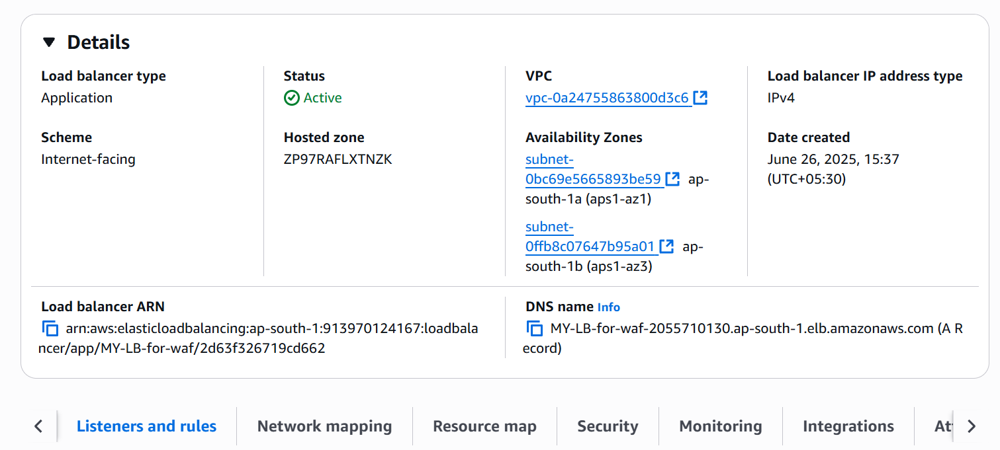 Details
Load balancer type
Application
Status
Active
VPC
vpc-0a24755863800d3c6
Load balancer IP address type
IPv4
Scheme
Internet-facing
Hosted zone
ZP97RAFLXTNZK
Availability Zones
subnet-
0bc69e5665893be59 ap-
south-1a (aps1-az1)
subnet-
0ffb8c07647b95a01 ap-
south-1b (aps1-az3)
Date created
June 26, 2025, 15:37
(UTC+05:30)
Load balancer ARN
arn:aws:elasticloadbalancing:ap-south-1:913970124167:loadbala
ncer/app/MY-LB-for-waf/2d63f326719cd662
DNS name Info
MY-LB-for-waf-2055710130.ap-south-1.elb.amazonaws.com (A R
ecord)
Listeners and rules
Network mapping
Resource map
Security
Monitoring
Integrations